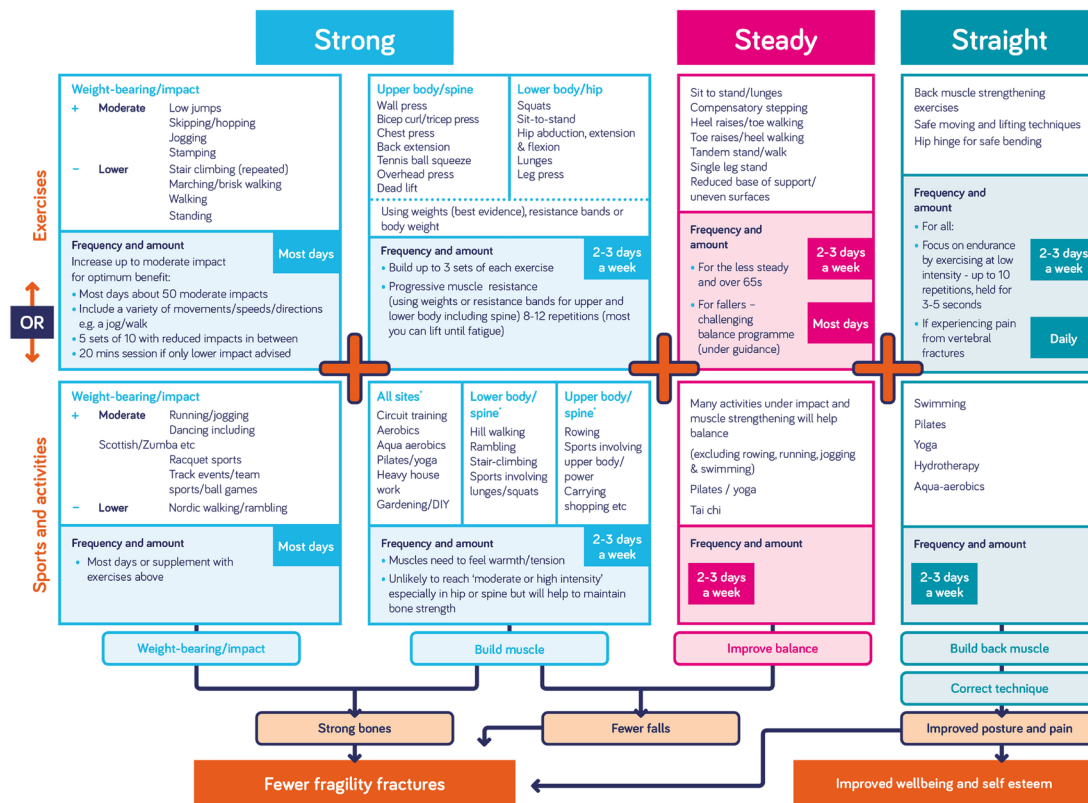 Strong
Steady
Straight
Exercises
OR
Sports and activities
Weight-bearing/impact
+ Moderate Low jumps
Skipping/hopping
Jogging
Stamping
– Lower Stair climbing (repeated)
Marching/brisk walking
Walking
Standing
Frequency and amount
Most days
Increase up to moderate impact
for optimum benefit:
• Most days about 50 moderate impacts
• Include a variety of movements/speeds/directions
e.g. a jog/walk
• 5 sets of 10 with reduced impacts in between
• 20 mins session if only lower impact advised
Upper body/spine
Wall press
Bicep curl/tricep press
Chest press
Back extension
Tennis ball squeeze
Overhead press
Dead lift
Lower body/hip
Squats
Sit-to-stand
Hip abduction, extension
& flexion
Lunges
Leg press
Using weights (best evidence), resistance bands or
body weight
Frequency and amount
2-3 days
a week
• Build up to 3 sets of each exercise
• Progressive muscle resistance
(using weights or resistance bands for upper and
lower body including spine) 8-12 repetitions (most
you can lift until fatigue)
Sit to stand/lunges
Compensatory stepping
Heel raises/toe walking
Toe raises/heel walking
Tandem stand/walk
Single leg stand
Reduced base of support/
uneven surfaces
Frequency and
amount
2-3 days
a week
• For the less steady
and over 65s
• For fallers –
challenging
balance programme
(under guidance)
Most days
Back muscle strengthening
exercises
Safe moving and lifting techniques
Hip hinge for safe bending
Frequency and
amount
• For all:
• Focus on endurance
by exercising at low
intensity - up to 10
repetitions, held for
3-5 seconds
2-3 days
a week
• If experiencing pain
from vertebral
fractures
Daily
+
+
+
Weight-bearing/impact
+ Moderate Running/jogging
Dancing including
Scottish/Zumba etc
Racquet sports
Track events/team
sports/ball games
– Lower Nordic walking/rambling
Frequency and amount
Most days
• Most days or supplement with
exercises above
All sites*
Circuit training
Aerobics
Aqua aerobics
Pilates/yoga
Heavy house
work
Gardening/DIY
Lower body/
spine*
Hill walking
Rambling
Stair-climbing
Sports involving
lunges/squats
Upper body/
spine*
Rowing
Sports involving
upper body/
power
Carrying
shopping etc
Frequency and amount
2-3 days
a week
• Muscles need to feel warmth/tension
• Unlikely to reach 'moderate or high intensity'
especially in hip or spine but will help to maintain
bone strength
Many activities under impact and
muscle strengthening will help
balance
(excluding rowing, running, jogging
& swimming)
Pilates / yoga
Tai chi
Frequency and amount
2-3 days
a week
Swimming
Pilates
Yoga
Hydrotherapy
Aqua-aerobics
Frequency and amount
2-3 days
a week
Weight-bearing/impact
Build muscle
Improve balance
Build back muscle
Correct technique
Strong bones
Fewer falls
Improved posture and pain
Fewer fragility fractures
Improved wellbeing and self esteem